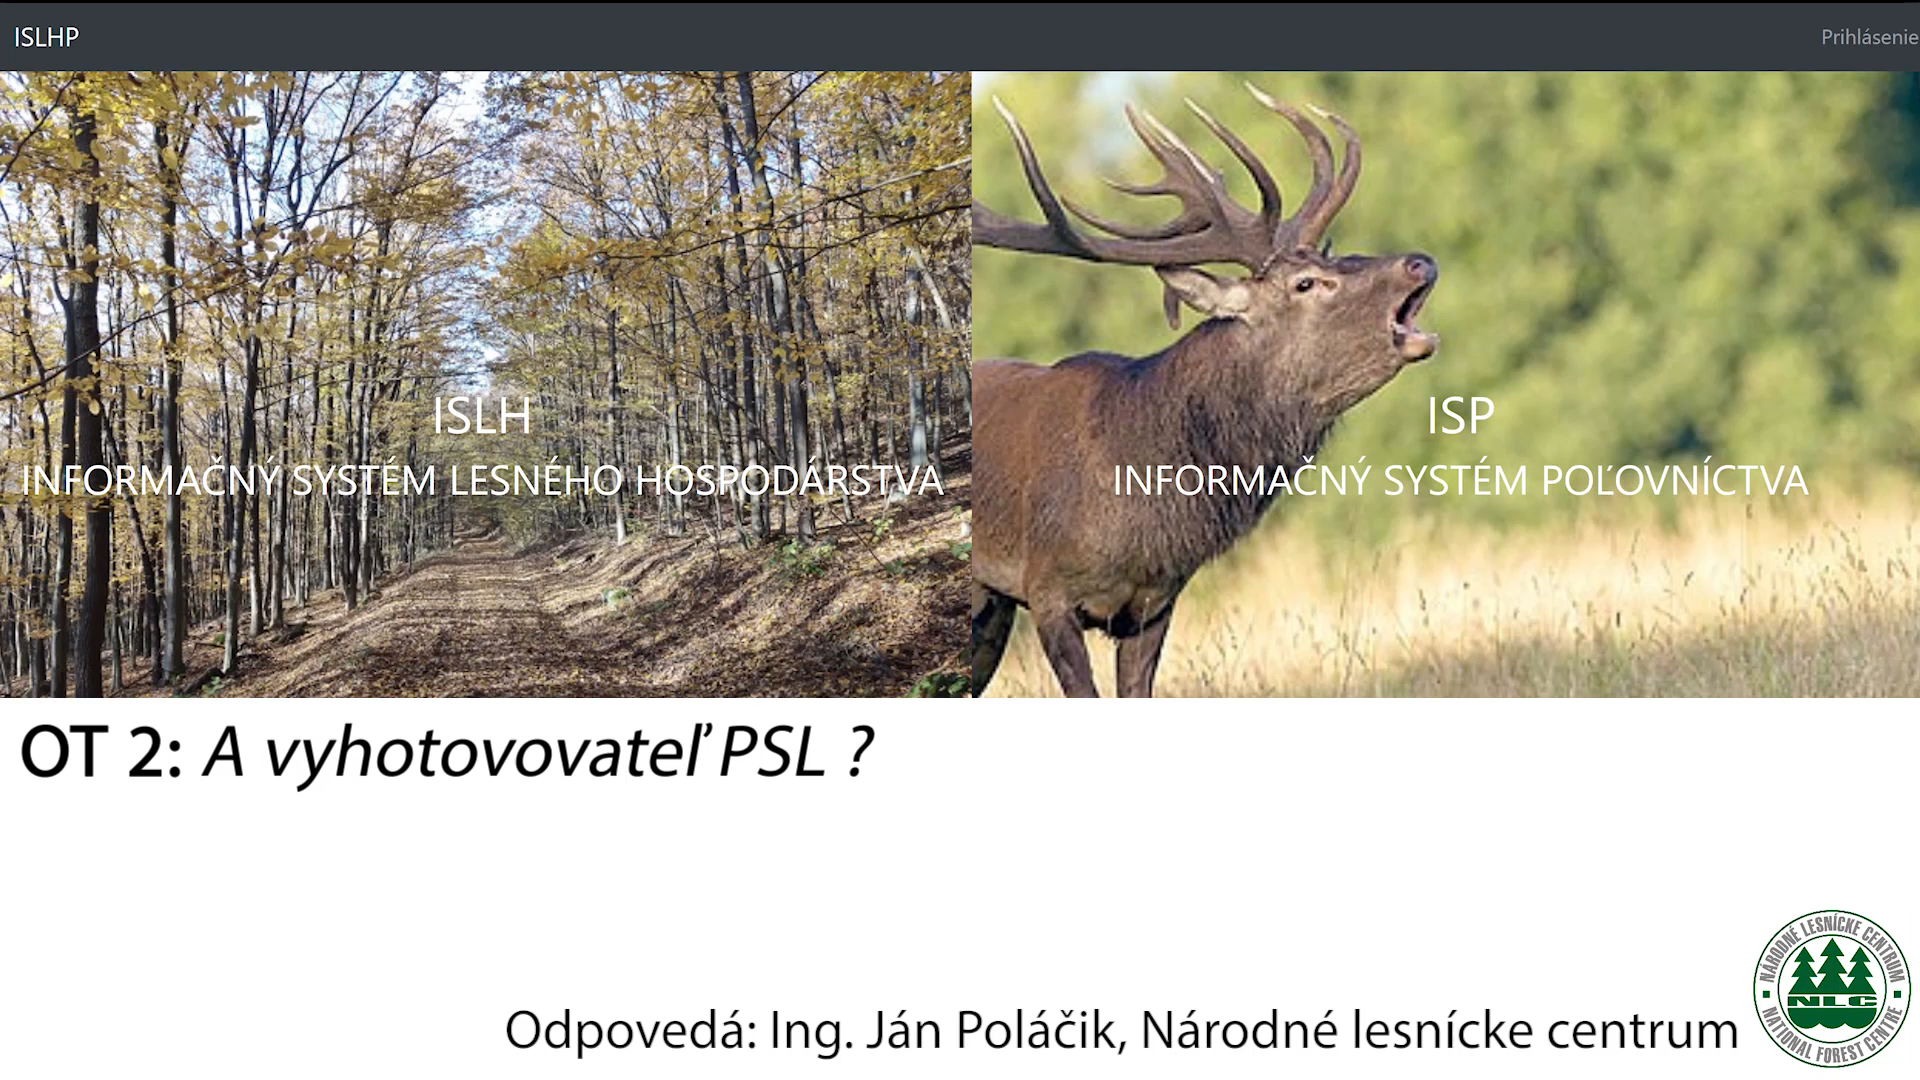 ISLHP
Prihlásenie
ISLH
INFORMAČNÝ SYSTÉM LESNÉHO HOSPODÁRSTVA
ISP
INFORMAČNÝ SYSTÉM POĽOVNÍCTVA
OT 2: A vyhotovovateľ PSL ?
Odpovedá: Ing. Ján Poláčik, Národné lesnícke centrum
NÁRODNÉ LESNÍCKE CENTRUM
NLC
NATIONAL FOREST CENTRE